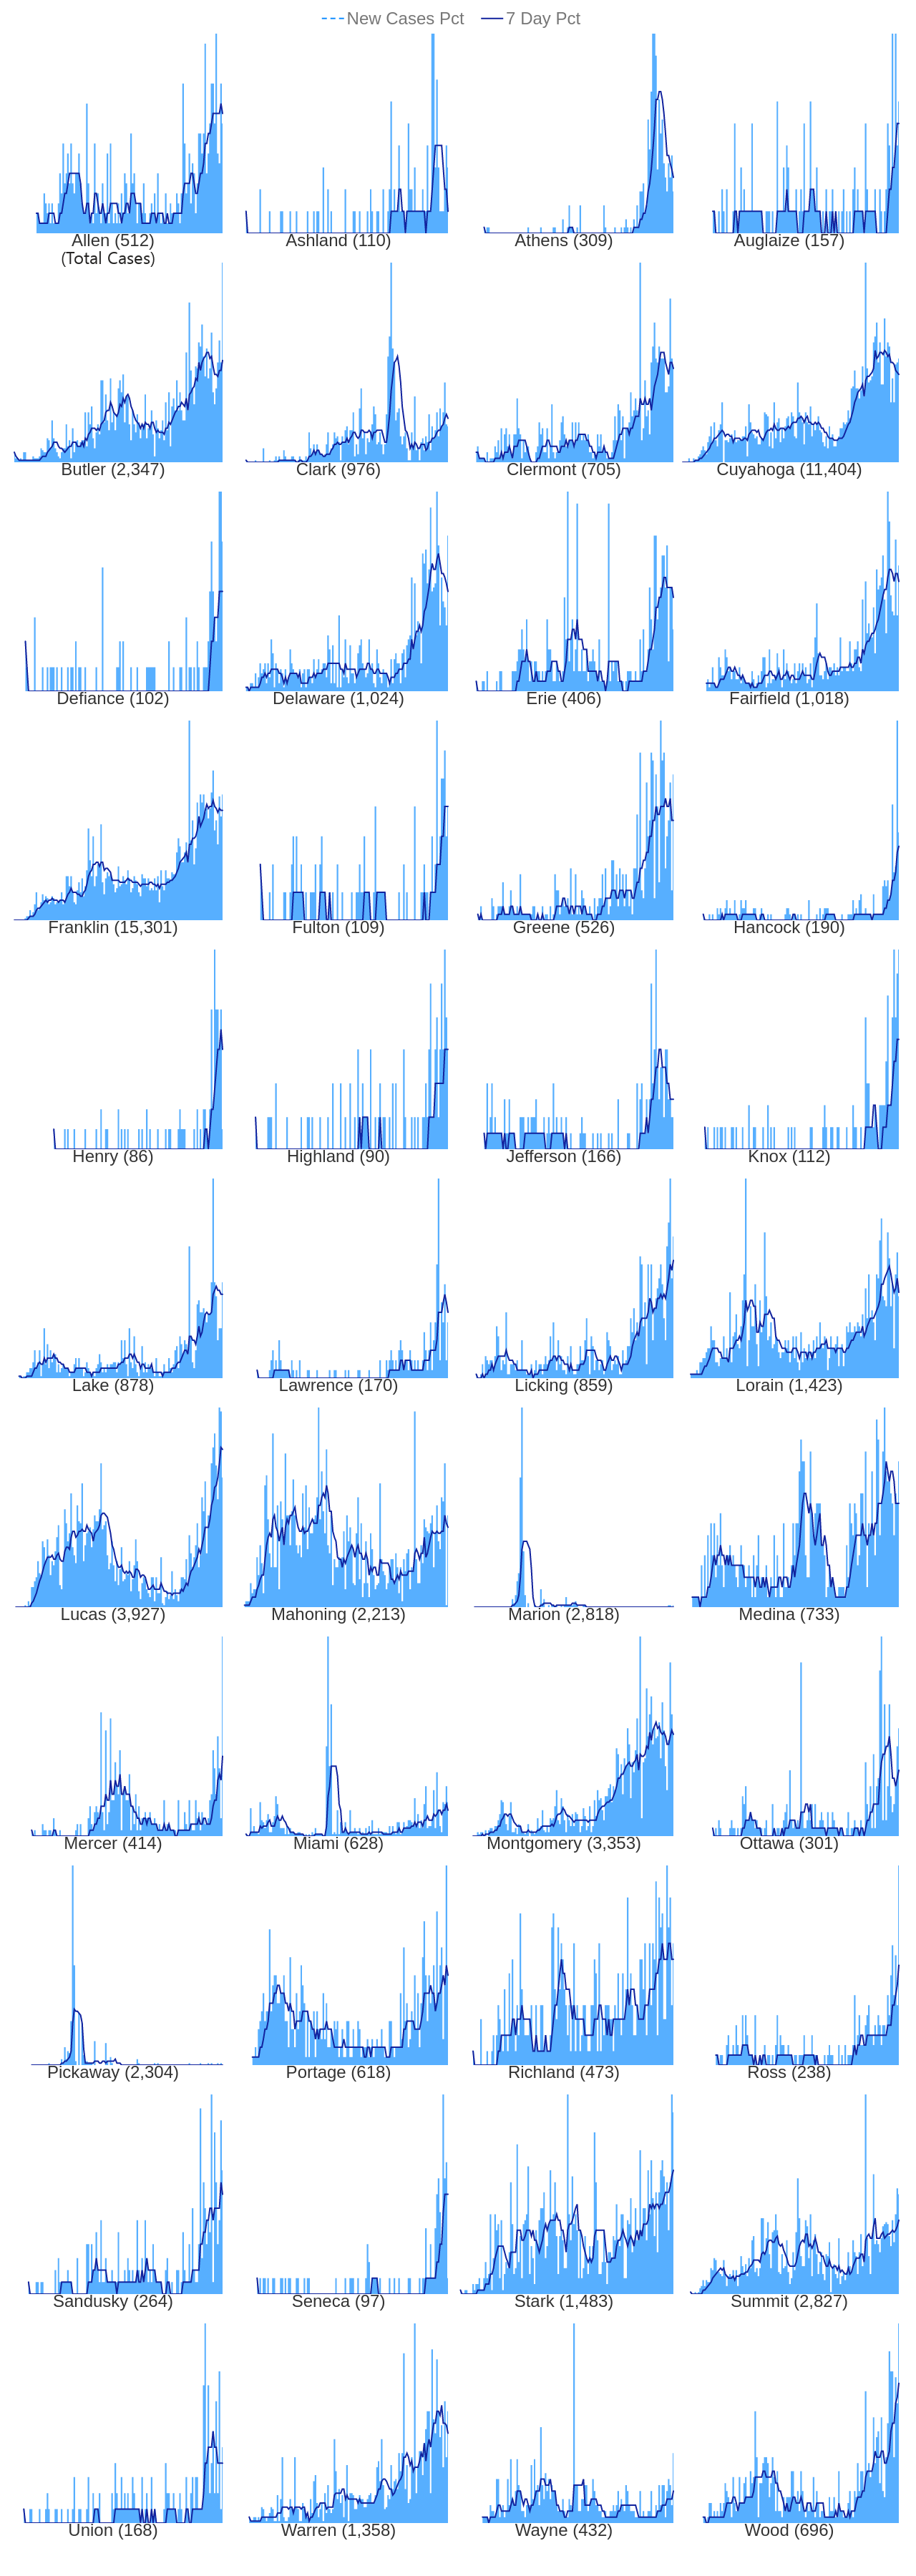 New Cases Pct 7 Day Pct
Allen (512) Ashland (110) Athens (309) Auglaize (157)
(Total Cases)
Butler (2,347) Clark (976) Clermont (705) Cuyahoga (11,404)
Defiance (102) Delaware (1,024) Erie (406) Fairfield (1,018)
Franklin (15,301) Fulton (109) Greene (526) Hancock (190)
Henry (86) Highland (90) Jefferson (166) Knox (112)
Lake (878) Lawrence (170) Licking (859) Lorain (1,423)
Lucas (3,927) Mahoning (2,213) Marion (2,818) Medina (733)
Mercer (414) Miami (628) Montgomery (3,353) Ottawa (301)
Pickaway (2,304) Portage (618) Richland (473) Ross (238)
Sandusky (264) Seneca (97) Stark (1,483) Summit (2,827)
Union (168) Warren (1,358) Wayne (432) Wood (696)